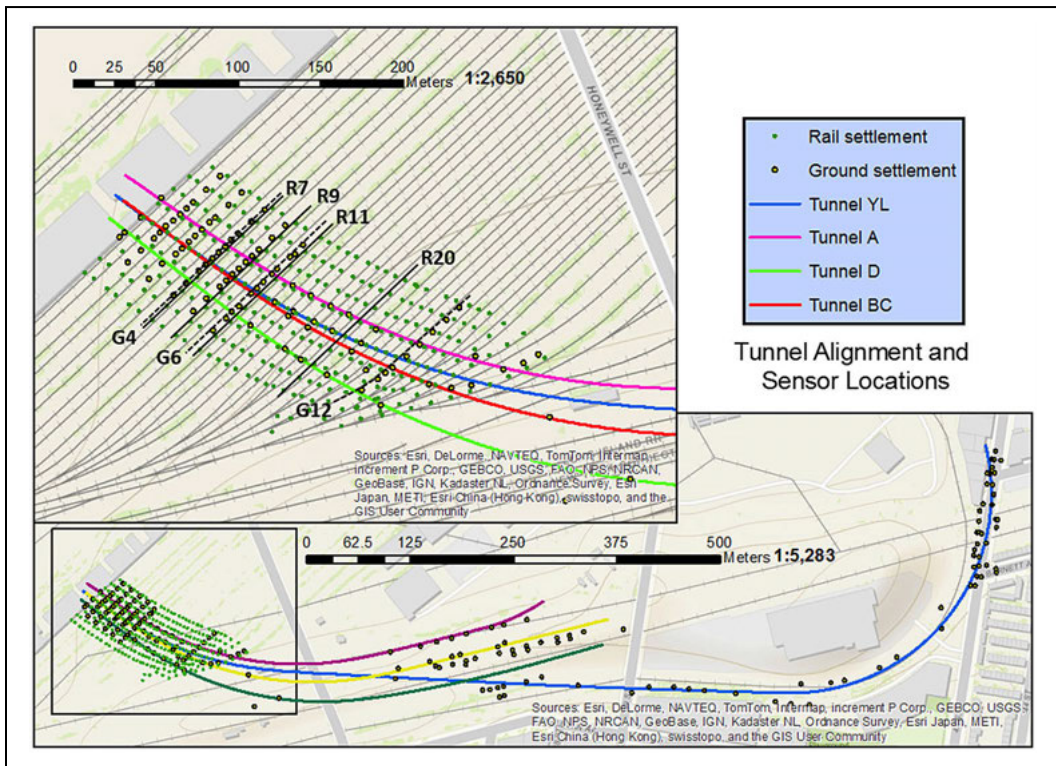 0 25 50 100 150 200
Meters 1:2,650
HONEYWELL ST
R7
R9
R11
R20
G4
G6
G12
Sources: Esri, DeLorme, NAVTEQ, TomTom, Intermap,
increment P Corp., GEBCO, USGS, FAO, NPS, NRCAN,
GeoBase, IGN, Kadaster NL, Ordnance Survey, Esri
Japan, METI, Esri China (Hong Kong), swisstopo, and the
GIS User Community
Rail settlement
Ground settlement
Tunnel YL
Tunnel A
Tunnel D
Tunnel BC
Tunnel Alignment and
Sensor Locations
0 62.5 125 250 375 500
Meters 1:5,283
Sources: Esri, DeLorme, NAVTEQ, TomTom, Intermap, increment P Corp., GEBCO, USGS
FAO, NPS, NRCAN, GeoBase, IGN, Kadaster NL, Ordnance Survey, Esri Japan, METI,
Esri China (Hong Kong), swisstopo, and the GIS User Community